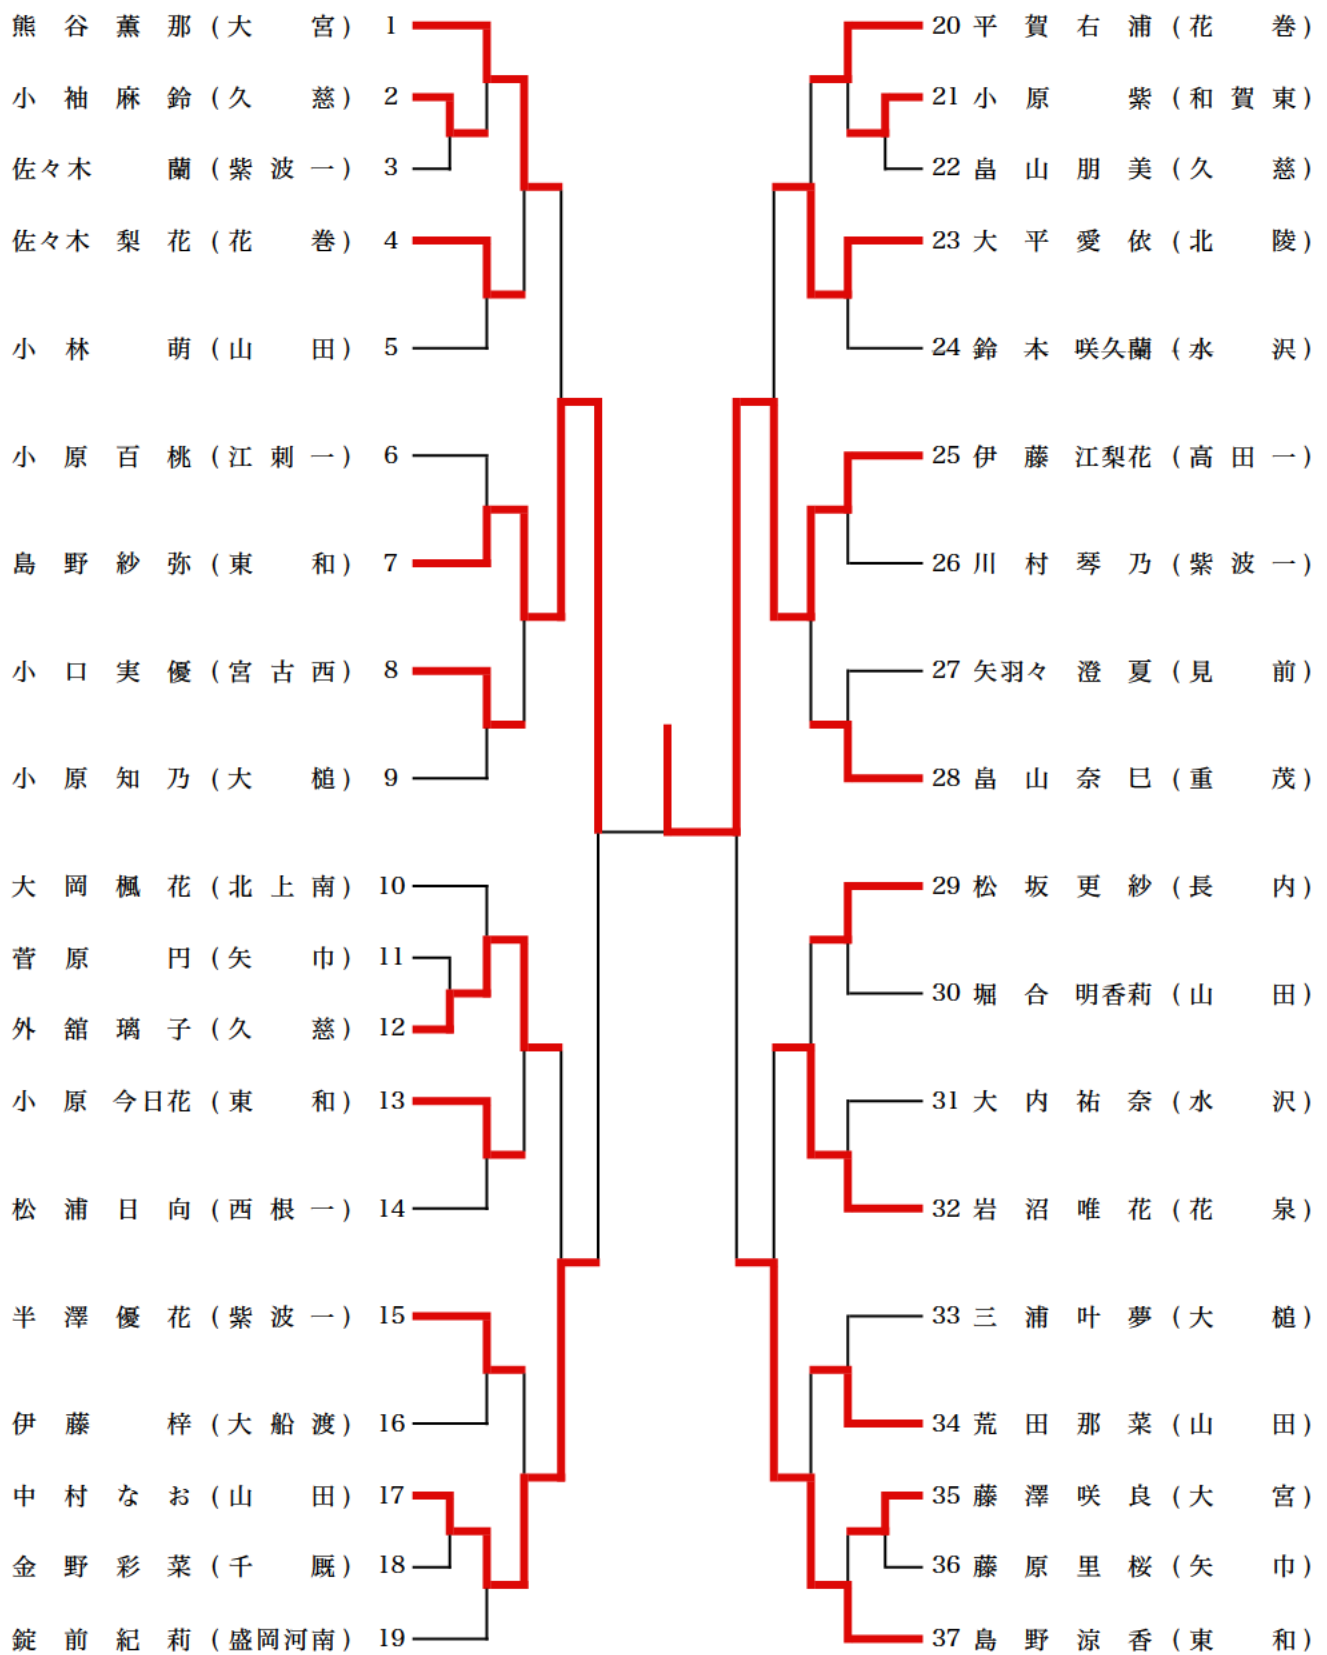 熊谷薫那(大宮) 1
小袖麻鈴(久慈) 2
佐々木蘭(紫波一) 3
佐々木梨花(花巻) 4
小林萌(山田) 5
小原百桃(江刺一) 6
島野紗弥(東和) 7
小口実優(宮古西) 8
小原知乃(大槌) 9
大岡楓花(北上南) 10
菅原円(矢巾) 11
外舘璃子(久慈) 12
小原今日花(東和) 13
松浦日向(西根一) 14
半澤優花(紫波一) 15
伊藤梓(大船渡) 16
中村なお(山田) 17
金野彩菜(千厩) 18
錠前紀莉(盛岡河南) 19
20 平賀右浦(花巻)
21 小原紫(和賀東)
22 畠山朋美(久慈)
23 大平愛依(北陵)
24 鈴木咲久蘭(水沢)
25 伊藤江梨花(高田一)
26 川村琴乃(紫波一)
27 矢羽々澄夏(見前)
28 畠山奈巳(重茂)
29 松坂更紗(長内)
30 堀合明香莉(山田)
31 大内祐奈(水沢)
32 岩沼唯花(花泉)
33 三浦叶夢(大槌)
34 荒田那菜(山田)
35 藤澤咲良(大宮)
36 藤原里桜(矢巾)
37 島野涼香(東和)